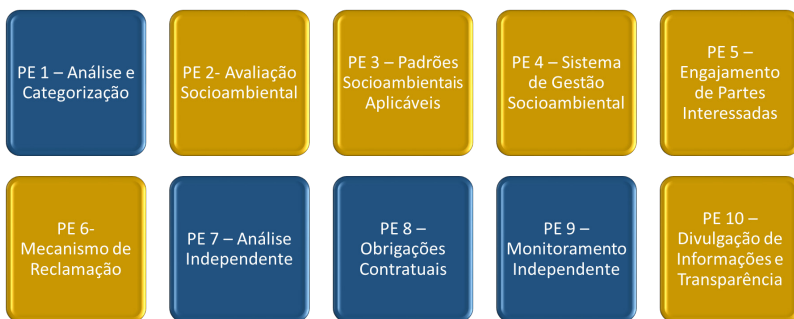 PE 1 – Análise e
Categorização
PE 2- Avaliação
Socioambiental
PE 3 – Padrões
Socioambientais
Aplicáveis
PE 4 – Sistema
de Gestão
Socioambiental
PE 5 –
Engajamento
de Partes
Interessadas
PE 6-
Mecanismo de
Reclamação
PE 7 – Análise
Independente
PE 8 –
Obrigações
Contratuais
PE 9 –
Monitoramento
Independente
PE 10 –
Divulgação de
Informações e
Transparência